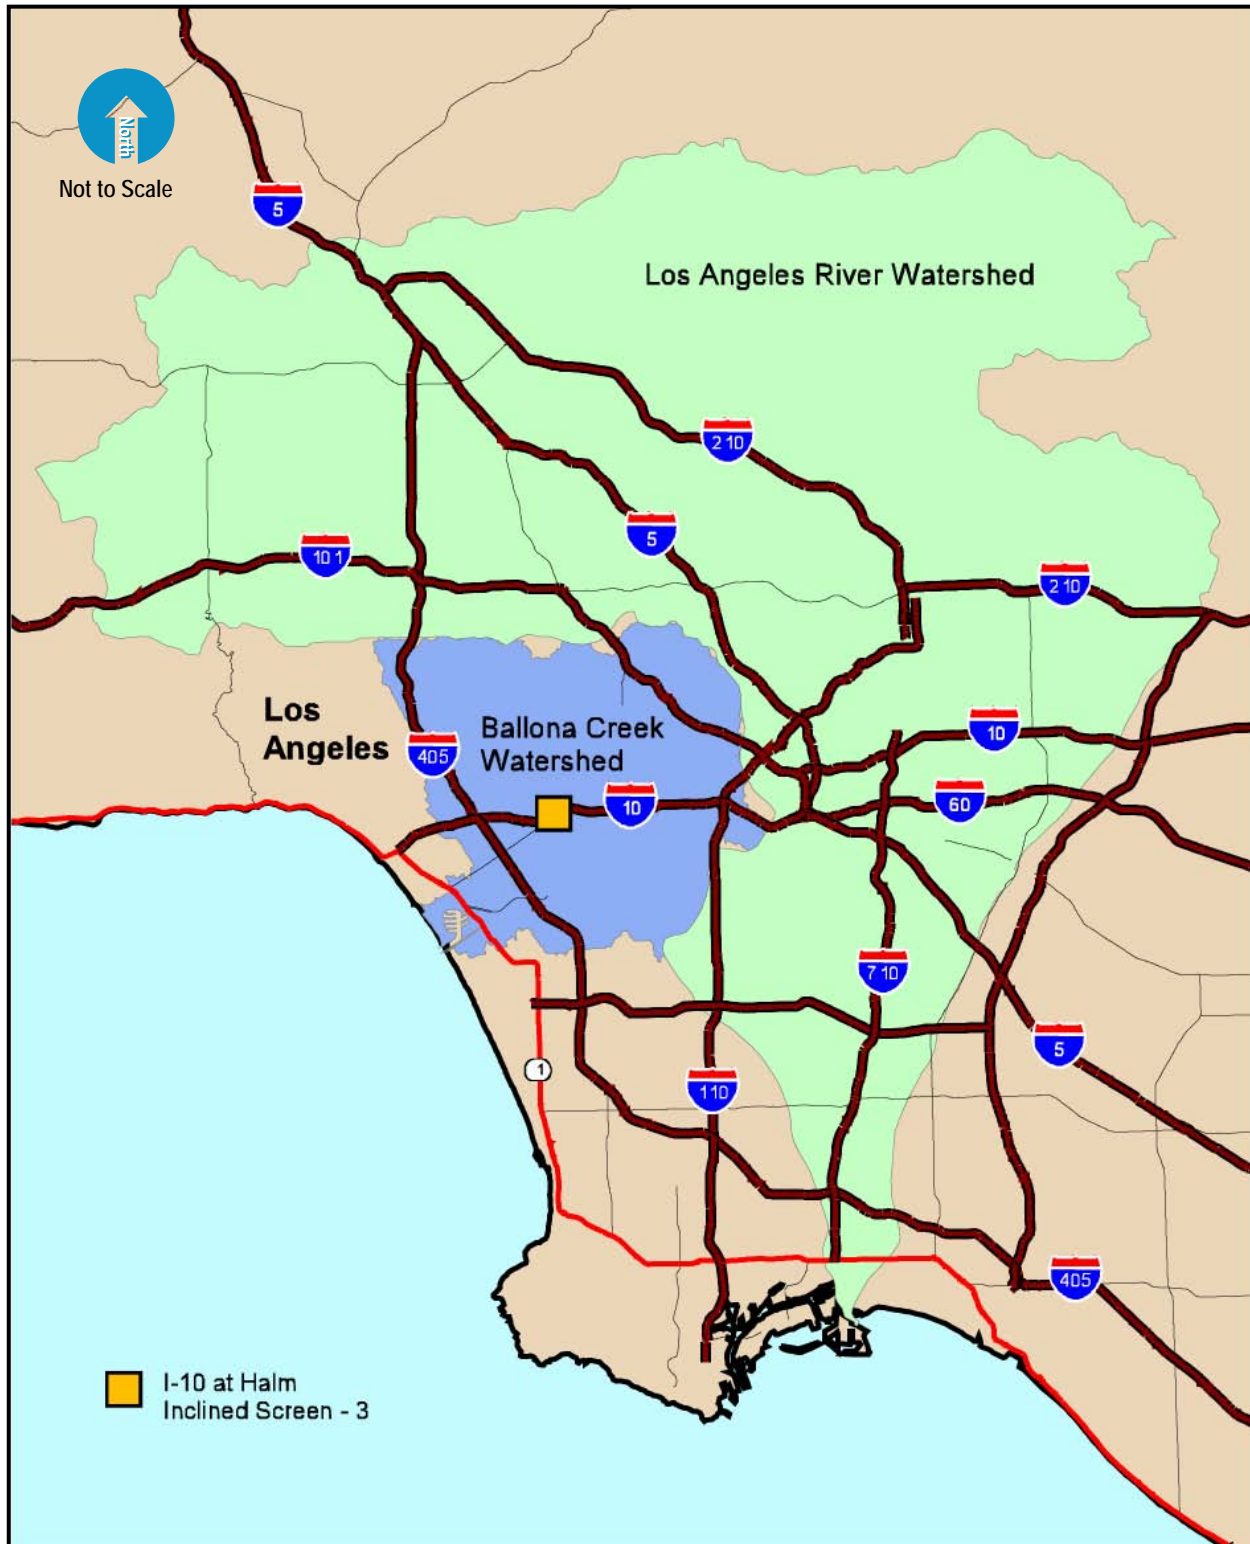 North
Not to Scale
5
Los Angeles River Watershed
210
5
101
210
Los
Angeles
Ballona Creek
Watershed
405
10
10
60
710
5
1
110
405
I-10 at Halm
Inclined Screen - 3